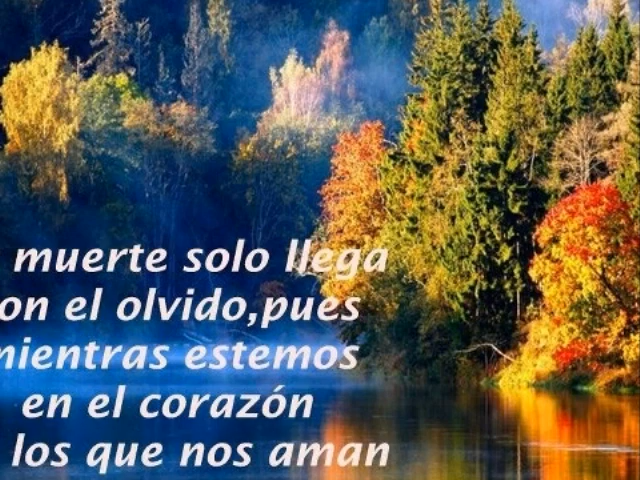 muerte solo llega
on el olvido,pues
mientras estemos
en el corazón
los que nos aman